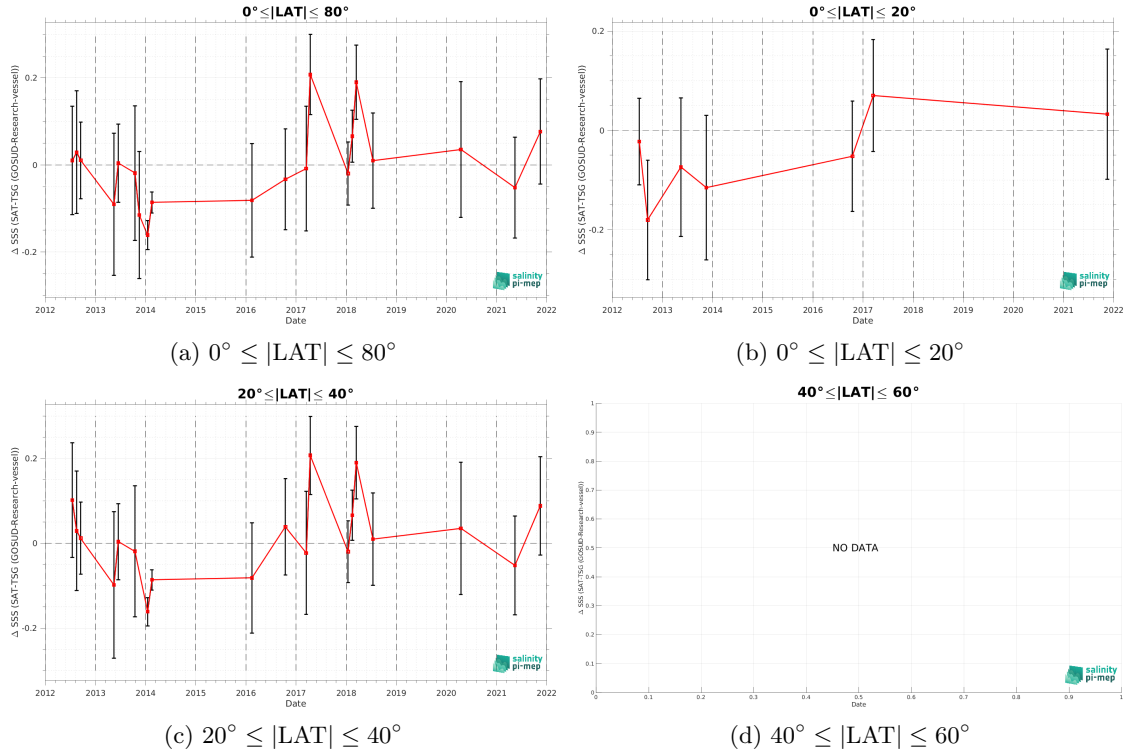 0°≤|LAT|≤ 80°
Δ SSS (SAT-TSG (GOSUD-Research-vessel))
0.2
0
-0.2
2012 2013 2014 2015 2016 2017 2018 2019 2020 2021 2022
Date
salinity
pi-mep
(a) 0° ≤ |LAT| ≤ 80°
0°≤|LAT|≤ 20°
Δ SSS (SAT-TSG (GOSUD-Research-vessel))
0.2
0
-0.2
2012 2013 2014 2015 2016 2017 2018 2019 2020 2021 2022
Date
salinity
pi-mep
(b) 0° ≤ |LAT| ≤ 20°
20°≤|LAT|≤ 40°
Δ SSS (SAT-TSG (GOSUD-Research-vessel))
0.2
0
-0.2
2012 2013 2014 2015 2016 2017 2018 2019 2020 2021 2022
Date
salinity
pi-mep
(c) 20° ≤ |LAT| ≤ 40°
40°≤|LAT|≤ 60°
Δ SSS (SAT-TSG (GOSUD-Research-vessel))
1
0.9
0.8
0.7
0.6
0.5
0.4
0.3
0.2
0.1
0
NO DATA
0 0.1 0.2 0.3 0.4 0.5 0.6 0.7 0.8 0.9 1
Date
salinity
pi-mep
(d) 40° ≤ |LAT| ≤ 60°